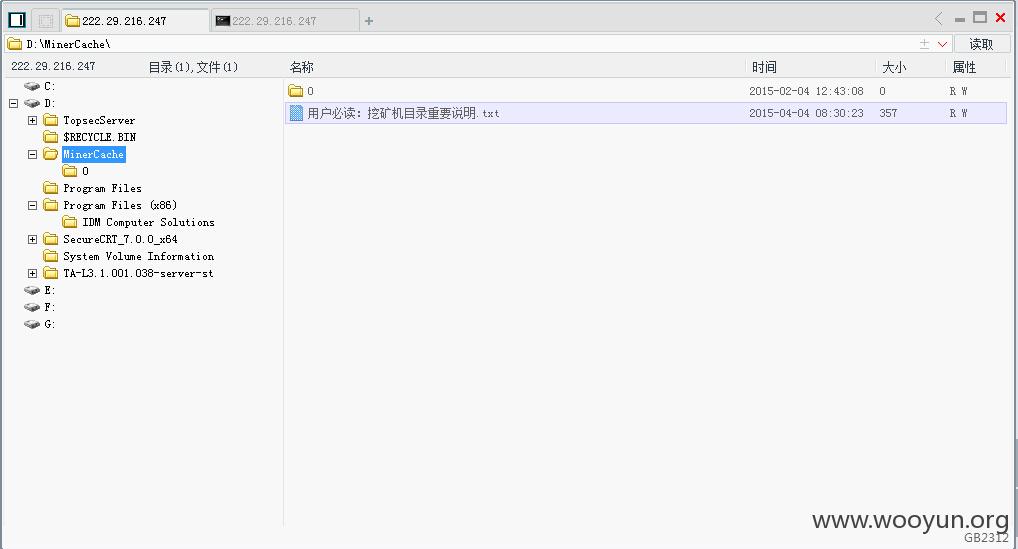 222.29.216.247
222.29.216.247
+
D:\MinerCache\
读取
222.29.216.247 目录(1),文件(1) 名称 时间 大小 属性
C:
D:
TopsecServer
$RECYCLE.BIN
MinerCache
0
Program Files
Program Files (x86)
IDM Computer Solutions
SecureCRT_7.0.0_x64
System Volume Information
TA-L3.1.001.038-server-st
E:
F:
G:
0 2015-02-04 12:43:08 0 R W
用户必读：挖矿机目录重要说明.txt 2015-04-04 08:30:23 357 R W
www.wooyun.org
GB2312